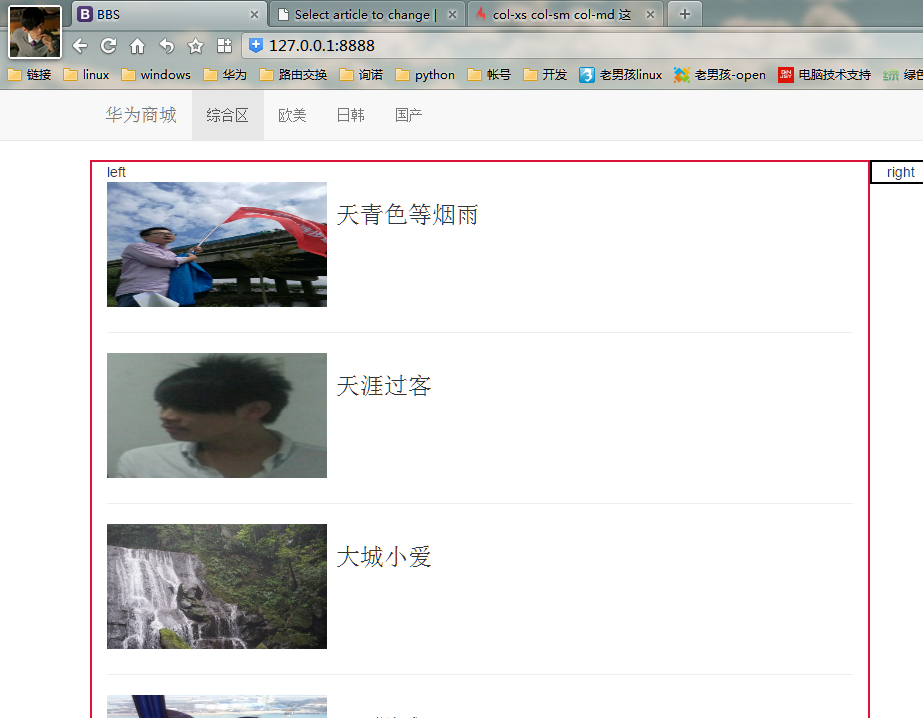 BBS Select article to change | col-xs col-sm col-md 这
127.0.0.1:8888
链接 linux windows 华为 路由交换 询诺 python 帐号 开发 老男孩linux 老男孩-open 电脑技术支持 绿色
华为商城 综合区 欧美 日韩 国产
left right
天青色等烟雨
天涯过客
大城小爱